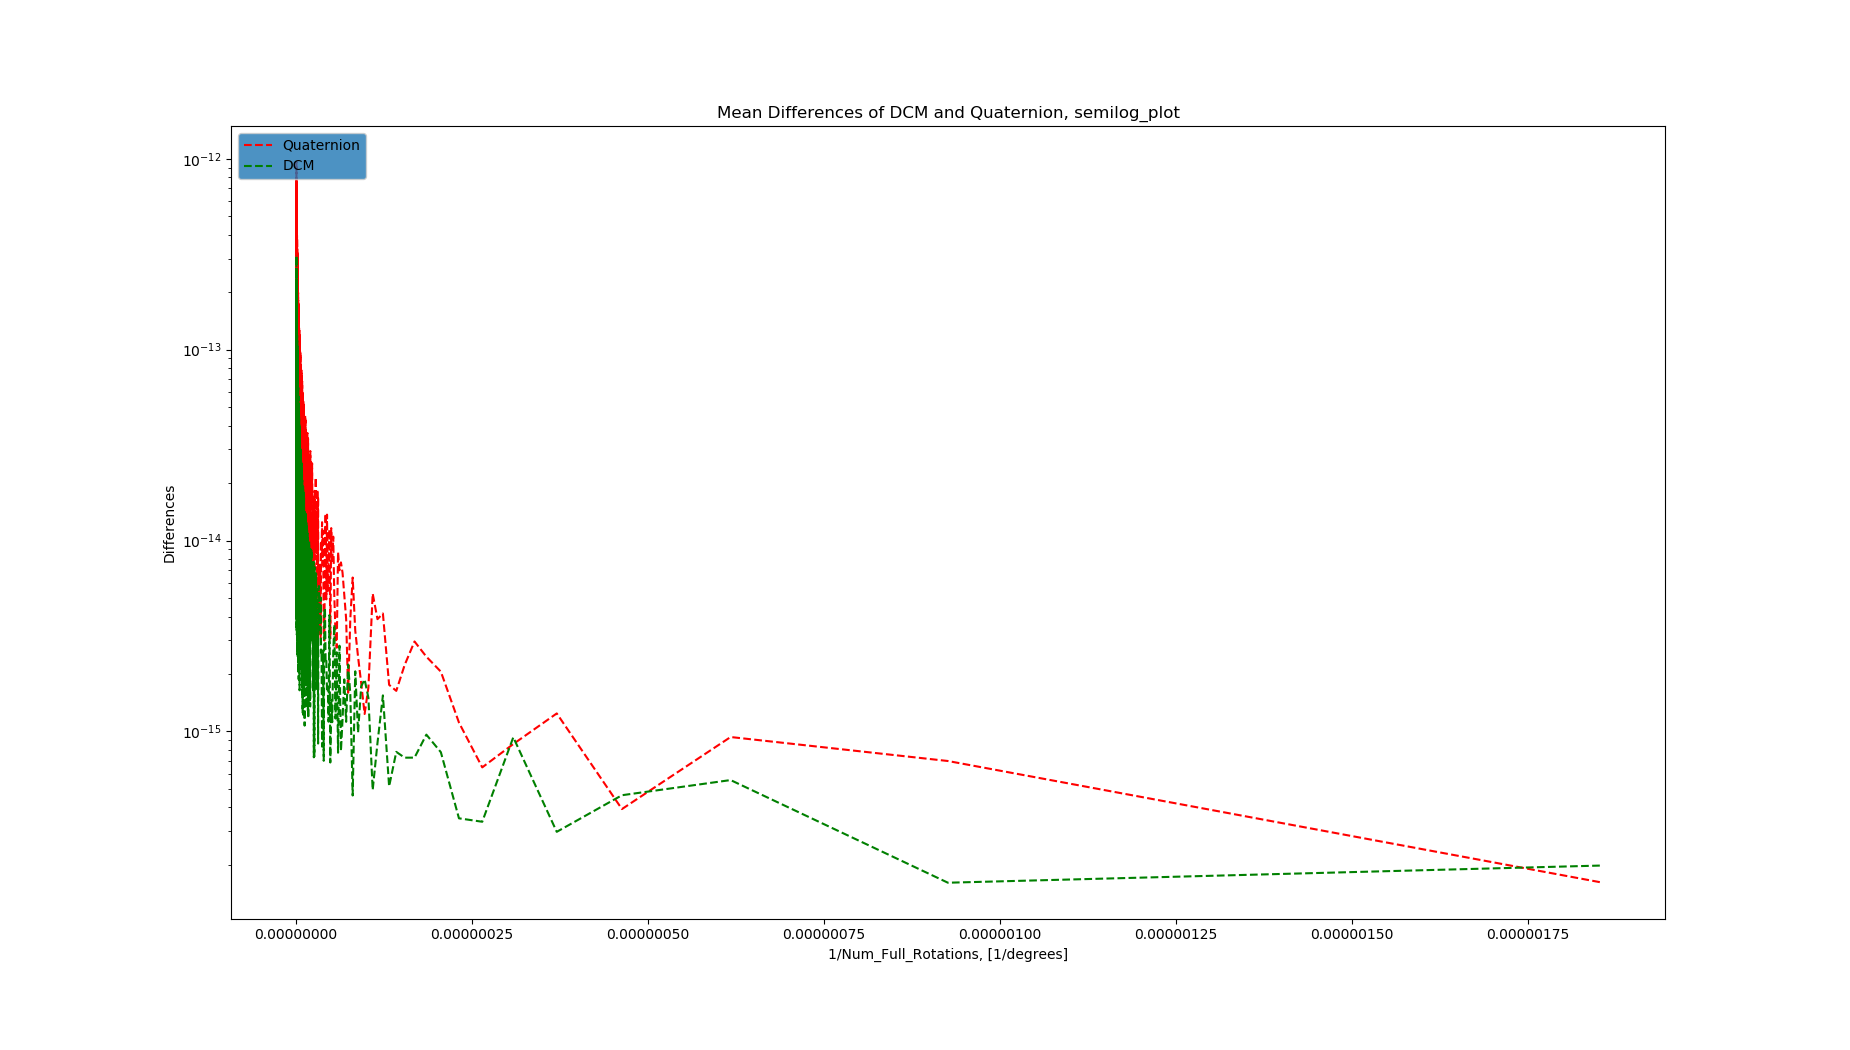 Mean Differences of DCM and Quaternion, semilog_plot
Quaternion
DCM
10⁻¹²
10⁻¹³
10⁻¹⁴
10⁻¹⁵
Differences
0.00000000 0.00000025 0.00000050 0.00000075 0.00000100 0.00000125 0.00000150 0.00000175
1/Num_Full_Rotations, [1/degrees]